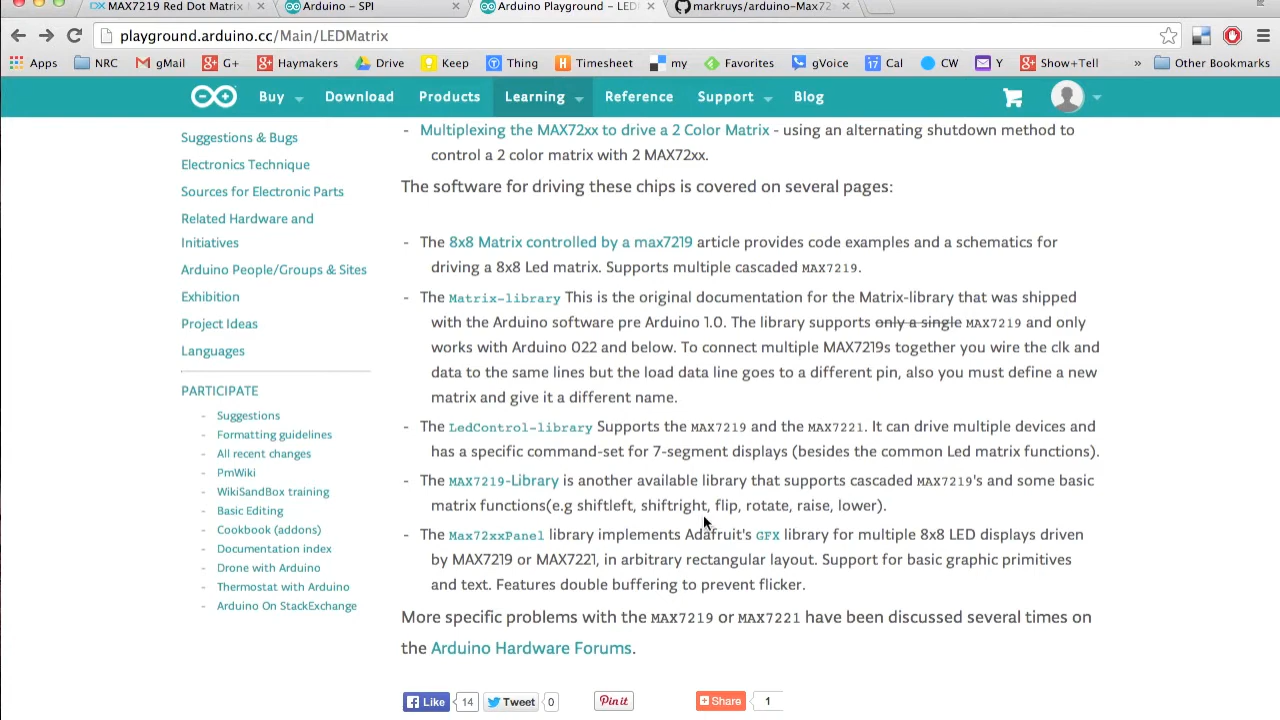 MAX7219 Red Dot Matrix
Arduino - SPI
Arduino Playground - LED
markruys/arduino-Max72
playground.arduino.cc/Main/LEDMatrix
Apps NRC gMail G+ Haymakers Drive Keep Thing Timesheet my Favorites gVoice Cal CW Y Show+Tell » Other Bookmarks
Buy Download Products Learning Reference Support Blog
Suggestions & Bugs
Electronics Technique
Sources for Electronic Parts
Related Hardware and
Initiatives
Arduino People/Groups & Sites
Exhibition
Project Ideas
Languages
PARTICIPATE
- Suggestions
- Formatting guidelines
- All recent changes
- PmWiki
- WikiSandBox training
- Basic Editing
- Cookbook (addons)
- Documentation index
- Drone with Arduino
- Thermostat with Arduino
- Arduino On StackExchange
- Multiplexing the MAX72xx to drive a 2 Color Matrix - using an alternating shutdown method to
control a 2 color matrix with 2 MAX72xx.
The software for driving these chips is covered on several pages:
- The 8x8 Matrix controlled by a max7219 article provides code examples and a schematics for
driving a 8x8 Led matrix. Supports multiple cascaded MAX7219.
- The Matrix-library This is the original documentation for the Matrix-library that was shipped
with the Arduino software pre Arduino 1.0. The library supports only a single MAX7219 and only
works with Arduino 022 and below. To connect multiple MAX7219s together you wire the clk and
data to the same lines but the load data line goes to a different pin, also you must define a new
matrix and give it a different name.
- The LedControl-library Supports the MAX7219 and the MAX7221. It can drive multiple devices and
has a specific command-set for 7-segment displays (besides the common Led matrix functions).
- The MAX7219-Library is another available library that supports cascaded MAX7219's and some basic
matrix functions(e.g shiftleft, shiftright, flip, rotate, raise, lower).
- The Max72xxPanel library implements Adafruit's GFX library for multiple 8x8 LED displays driven
by MAX7219 or MAX7221, in arbitrary rectangular layout. Support for basic graphic primitives
and text. Features double buffering to prevent flicker.
More specific problems with the MAX7219 or MAX7221 have been discussed several times on
the Arduino Hardware Forums.
Like 14 Tweet 0 Pin it Share 1